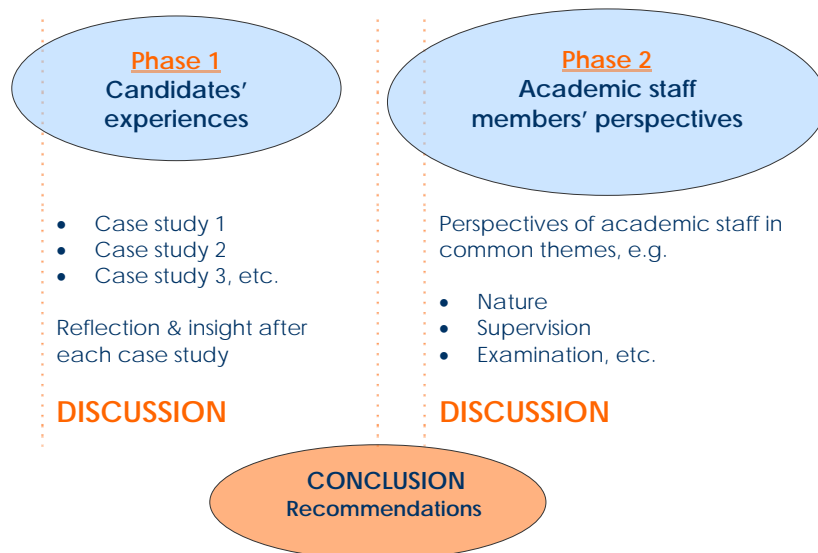 Phase 1
Candidates'
experiences
• Case study 1
• Case study 2
• Case study 3, etc.
Reflection & insight after
each case study
DISCUSSION
Phase 2
Academic staff
members' perspectives
Perspectives of academic staff in
common themes, e.g.
• Nature
• Supervision
• Examination, etc.
DISCUSSION
CONCLUSION
Recommendations